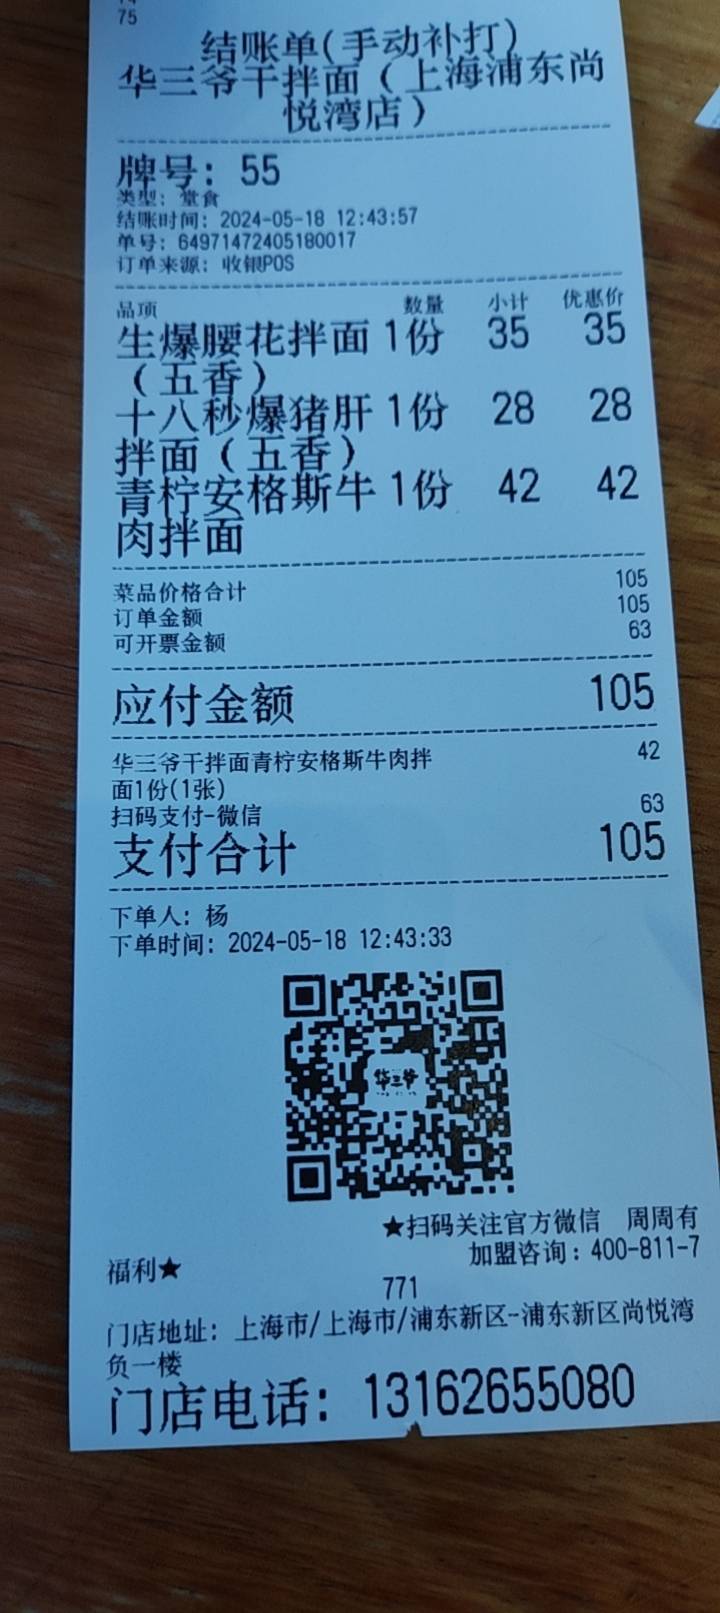 75
结账单(手动补打)
华三爷干拌面（上海浦东尚
悦湾店）
牌号: 55
类型: 堂食
结账时间: 2024-05-18 12:43:57
单号: 64971472405180017
订单来源: 收银POS
品项 数量 小计 优惠价
生爆腰花拌面 1份 35 35
（五香）
十八秒爆猪肝 1份 28 28
拌面（五香）
青柠安格斯牛 1份 42 42
肉拌面
菜品价格合计 105
订单金额 105
可开票金额 63
应付金额 105
华三爷干拌面青柠安格斯牛肉拌 42
面1份(1张)
扫码支付-微信 63
支付合计 105
下单人: 杨
下单时间: 2024-05-18 12:43:33
华三爷
★扫码关注官方微信 周周有
福利★ 加盟咨询：400-811-7
771
门店地址: 上海市/上海市/浦东新区-浦东新区尚悦湾
负一楼
门店电话: 13162655080